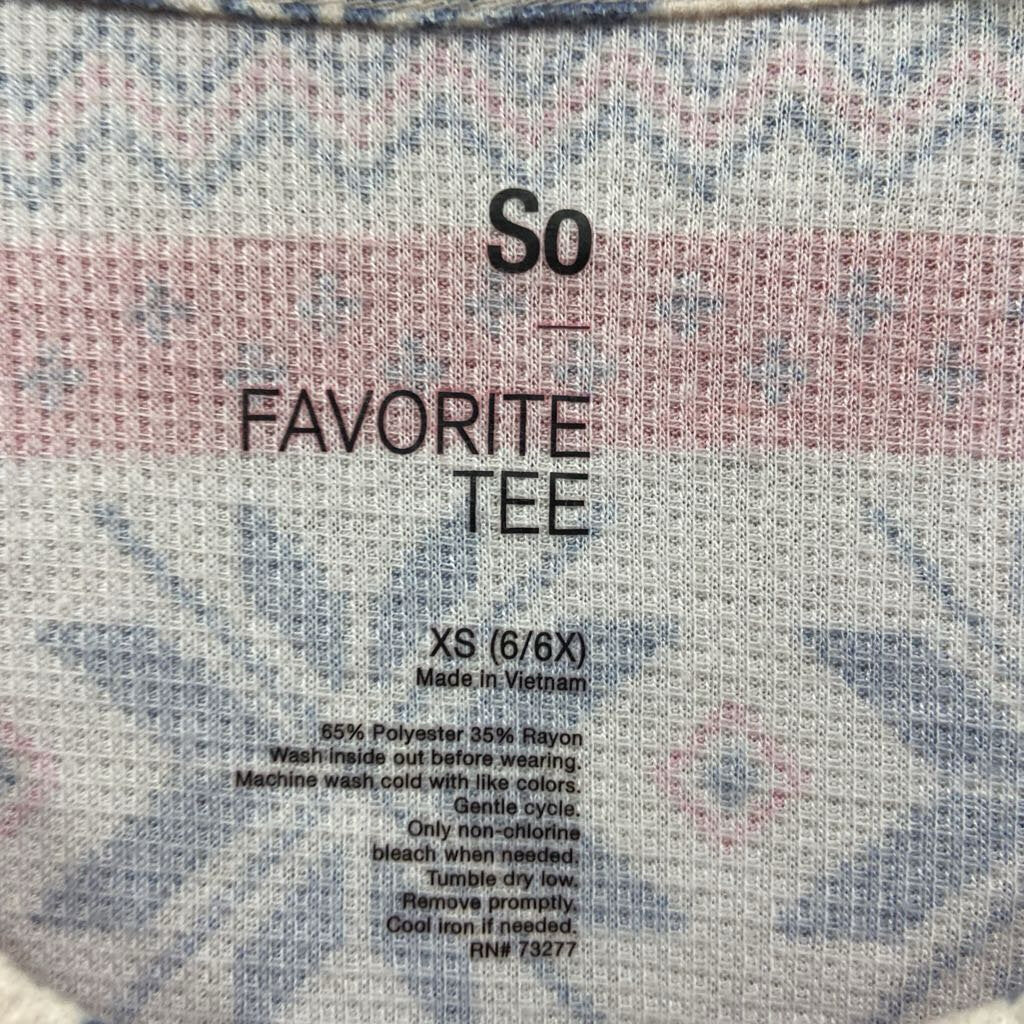 So
FAVORITE
TEE
XS (6/6X)
Made in Vietnam
65% Polyester 35% Rayon
Wash inside out before wearing.
Machine wash cold with like colors.
Gentle cycle.
Only non-chlorine
bleach when needed.
Tumble dry low.
Remove promptly.
Cool iron if needed.
RN# 73277